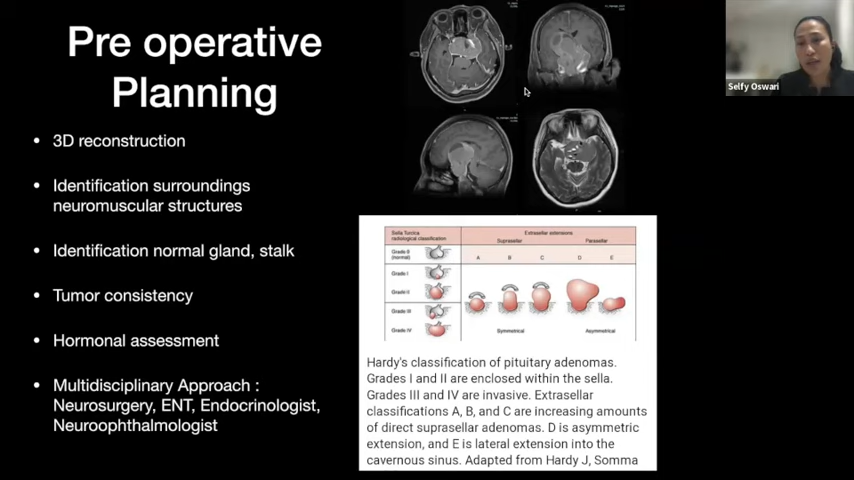 Pre operative
Planning
• 3D reconstruction
• Identification surroundings
neuromuscular structures
• Identification normal gland, stalk
• Tumor consistency
• Hormonal assessment
• Multidisciplinary Approach :
Neurosurgery, ENT, Endocrinologist,
Neuroophthalmologist
Selfy Oswari
Sella Turcica
radiological classification
Extrasellar extensions
Suprasellar
Parasellar
(normal)
A
B
C
D
E
Grade I
Grade II
Grade III
Grade IV
Symmetrical
Asymmetrical
Hardy's classification of pituitary adenomas.
Grades I and II are enclosed within the sella.
Grades III and IV are invasive. Extrasellar
classifications A, B, and C are increasing amounts
of direct suprasellar adenomas. D is asymmetric
extension, and E is lateral extension into the
cavernous sinus. Adapted from Hardy J, Somma